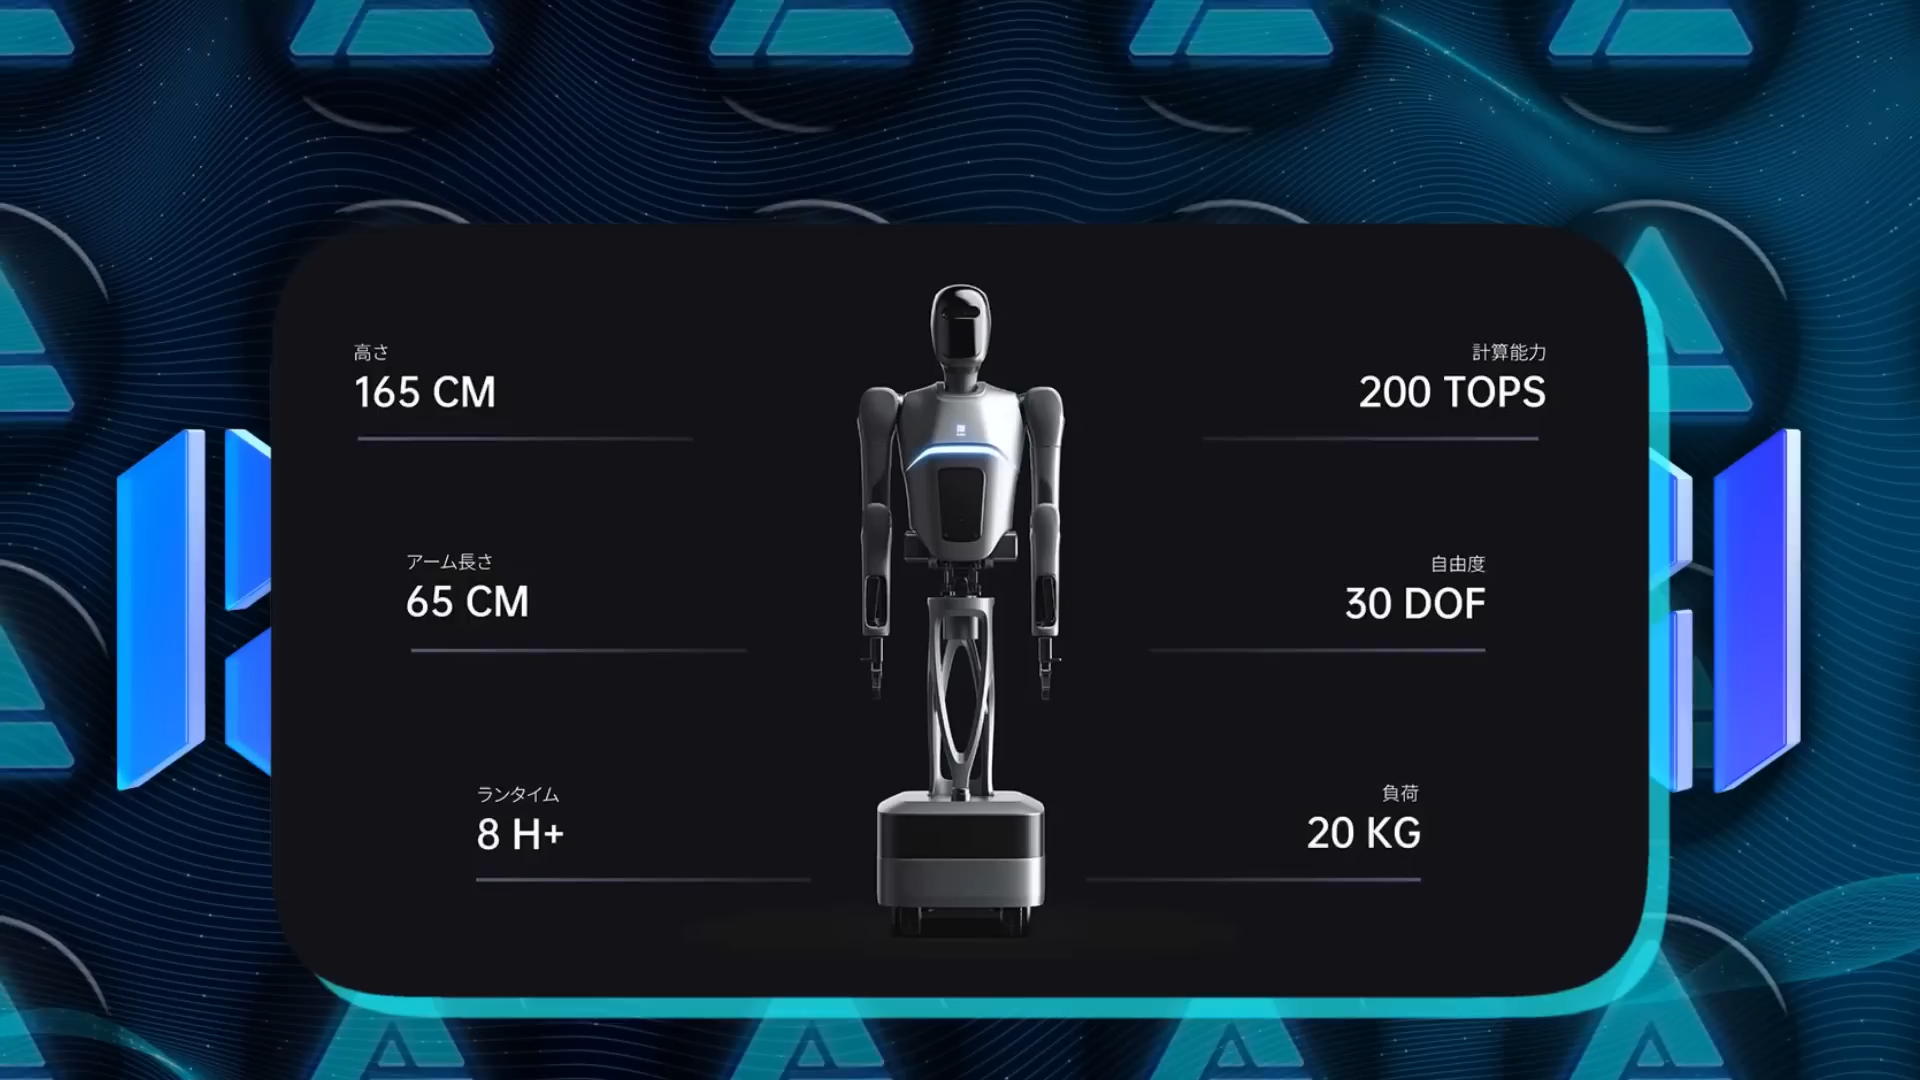 高さ
165 CM
計算能力
200 TOPS
アーム長さ
65 CM
自由度
30 DOF
ランタイム
8 H+
負荷
20 KG